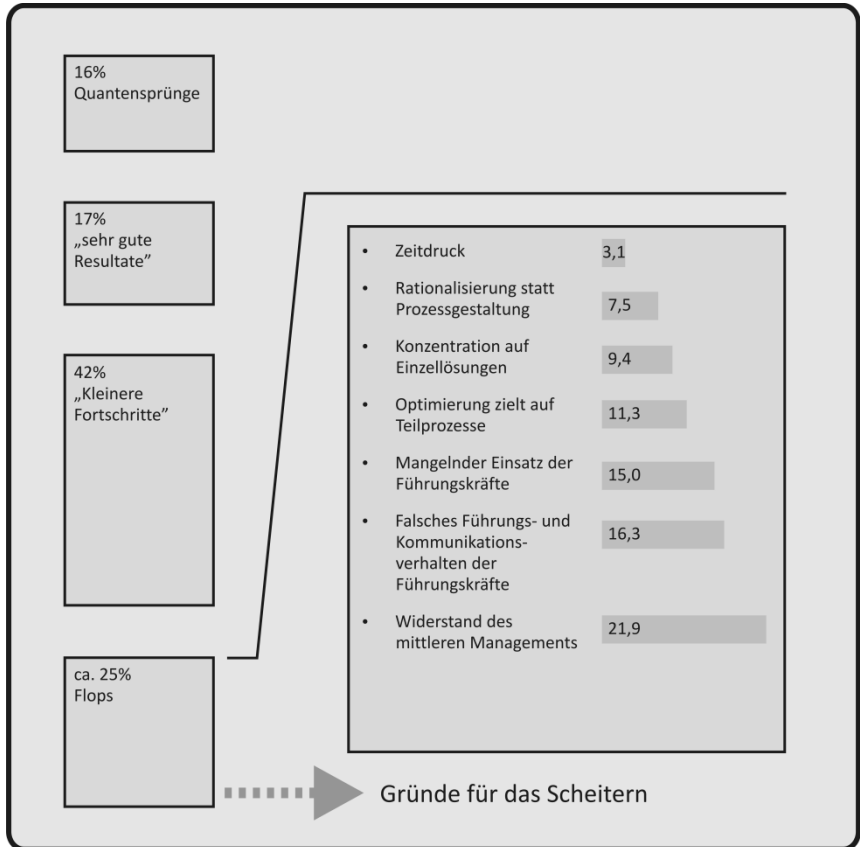 16%
Quantensprünge
17%
„sehr gute
Resultate”
42%
„Kleinere
Fortschritte”
ca. 25%
Flops
• Zeitdruck 3,1
• Rationalisierung statt
Prozessgestaltung 7,5
• Konzentration auf
Einzellösungen 9,4
• Optimierung zielt auf
Teilprozesse 11,3
• Mangelnder Einsatz der
Führungskräfte 15,0
• Falsches Führungs- und
Kommunikations- 16,3
verhalten der
Führungskräfte
• Widerstand des
mittleren Managements 21,9
Gründe für das Scheitern